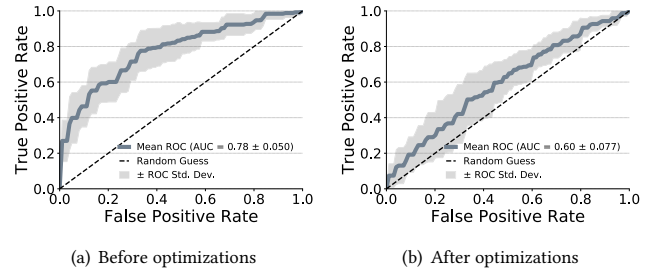 1.0
0.8
0.6
0.4
0.2
0.0
True Positive Rate
Mean ROC (AUC = 0.78 ± 0.050)
Random Guess
± ROC Std. Dev.
0.0 0.2 0.4 0.6 0.8 1.0
False Positive Rate
(a) Before optimizations
1.0
0.8
0.6
0.4
0.2
0.0
True Positive Rate
Mean ROC (AUC = 0.60 ± 0.077)
Random Guess
± ROC Std. Dev.
0.0 0.2 0.4 0.6 0.8 1.0
False Positive Rate
(b) After optimizations